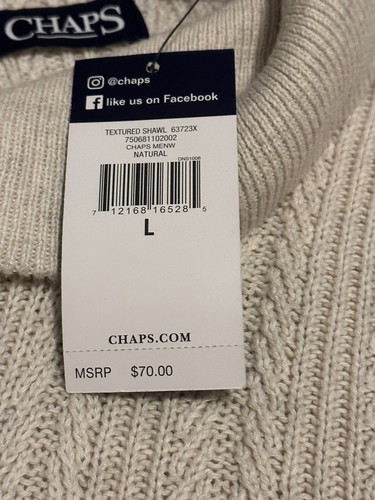 CHAPS
@chaps
f like us on Facebook
TEXTURED SHAWL 63723X
750681102002
CHAPS MENW
NATURAL
DNS1006
7 12168 16528 5
L
CHAPS.COM
MSRP $70.00